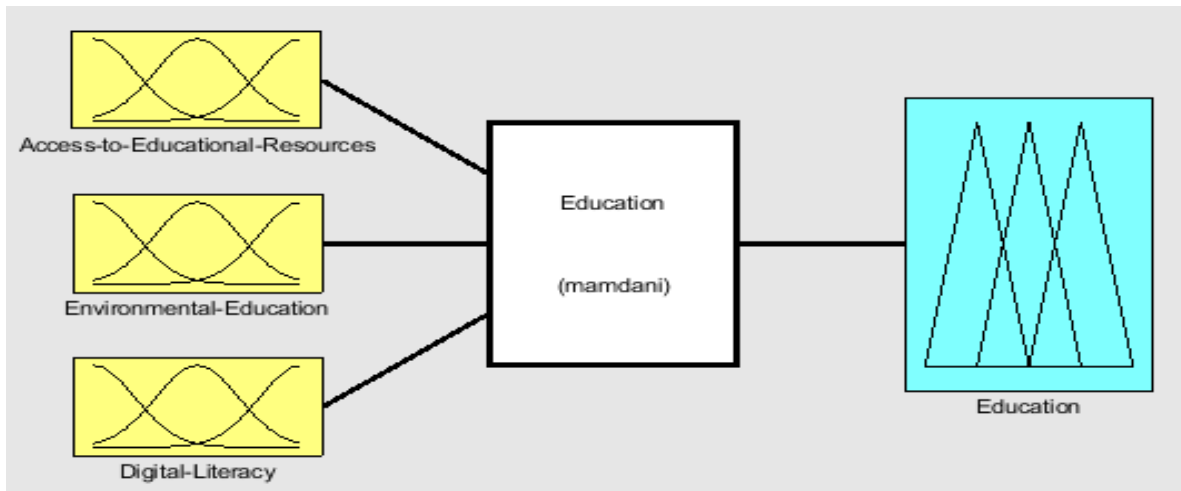 Access-to-Educational-Resources
Environmental-Education
Digital-Literacy
Education
(mamdani)
Education